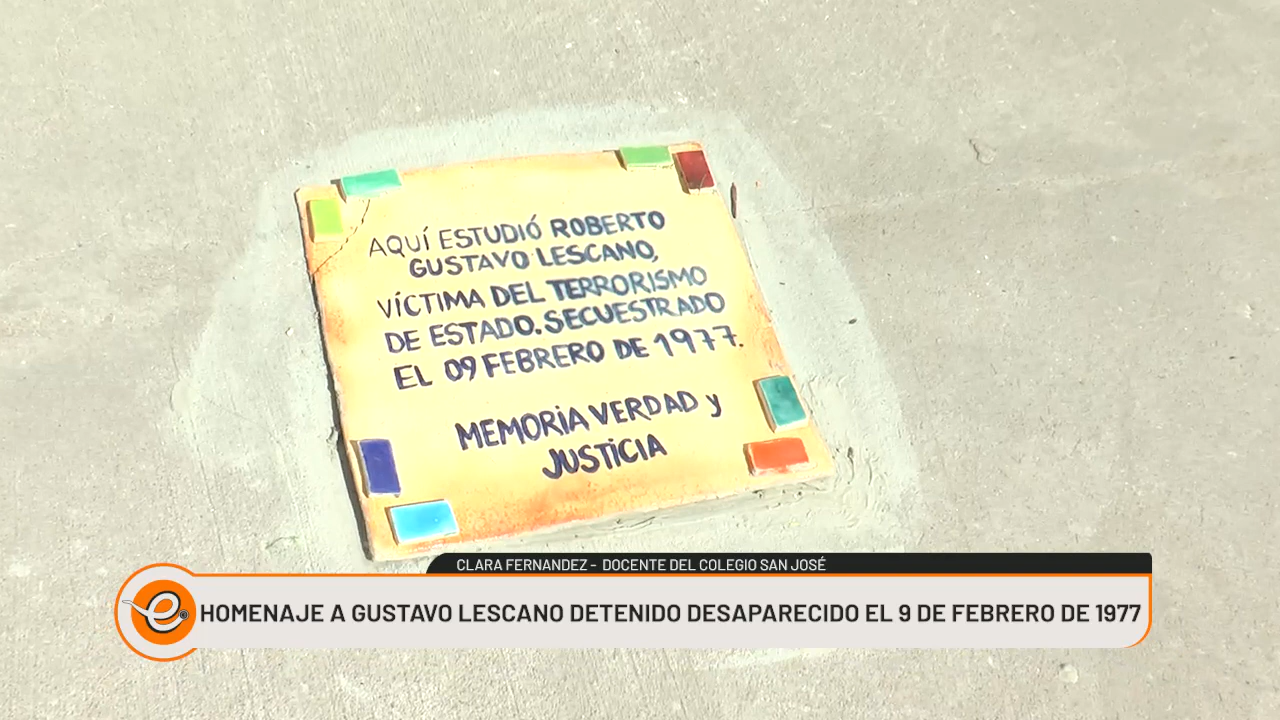 AQUÍ ESTUDIÓ ROBERTO
GUSTAVO LESCANO,
VÍCTIMA DEL TERRORISMO
DE ESTADO. SECUESTRADO
EL 09 FEBRERO DE 1977.
MEMORIA VERDAD y
JUSTICIA
CLARA FERNANDEZ - DOCENTE DEL COLEGIO SAN JOSÉ
HOMENAJE A GUSTAVO LESCANO DETENIDO DESAPARECIDO EL 9 DE FEBRERO DE 1977